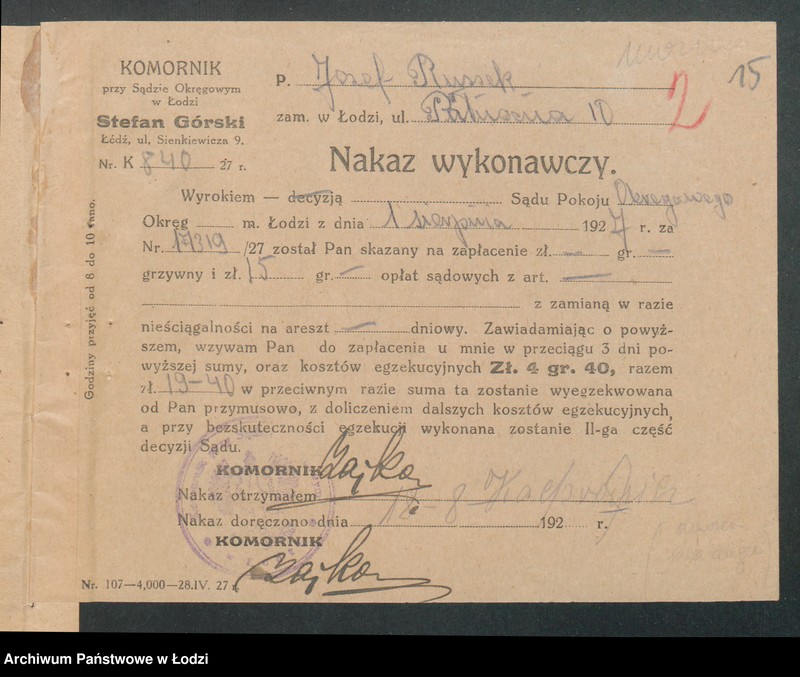 15
2
KOMORNIK
przy Sądzie Okręgowym
w Łodzi
Stefan Górski
Łódź, ul. Sienkiewicza 9.
Nr. K 840 27 r.
P. Józef Russek
zam. w Łodzi, ul. 10
Nakaz wykonawczy.
Wyrokiem — decyzją Sądu Pokoju Okręgowego
Okręg m. Łodzi z dnia 1 sierpnia 1927 r. za
Nr. 17319 /27 został Pan skazany na zapłacenie zł. — gr. —
grzywny i zł. 15 gr. — opłat sądowych z art. —
z zamianą w razie
nieściągalności na areszt — dniowy. Zawiadamiając o powyż-
szem, wzywam Pan do zapłacenia u mnie w przeciągu 3 dni po-
wyższej sumy, oraz kosztów egzekucyjnych Zł. 4 gr. 40, razem
zł. 19-40 w przeciwnym razie suma ta zostanie wyegzekwowana
od Pan przymusowo, z doliczeniem dalszych kosztów egzekucyjnych,
a przy bezskuteczności egzekucji wykonana zostanie II-ga część
decyzji Sądu.
KOMORNIK Zajkow
Nakaz otrzymałem
Nakaz doręczono dnia 192 r.
KOMORNIK
Zajkow
Nr. 107—4,000—28.IV. 27 r.
Godziny przyjęć od 8 do 10 rano.
Archiwum Państwowe w Łodzi